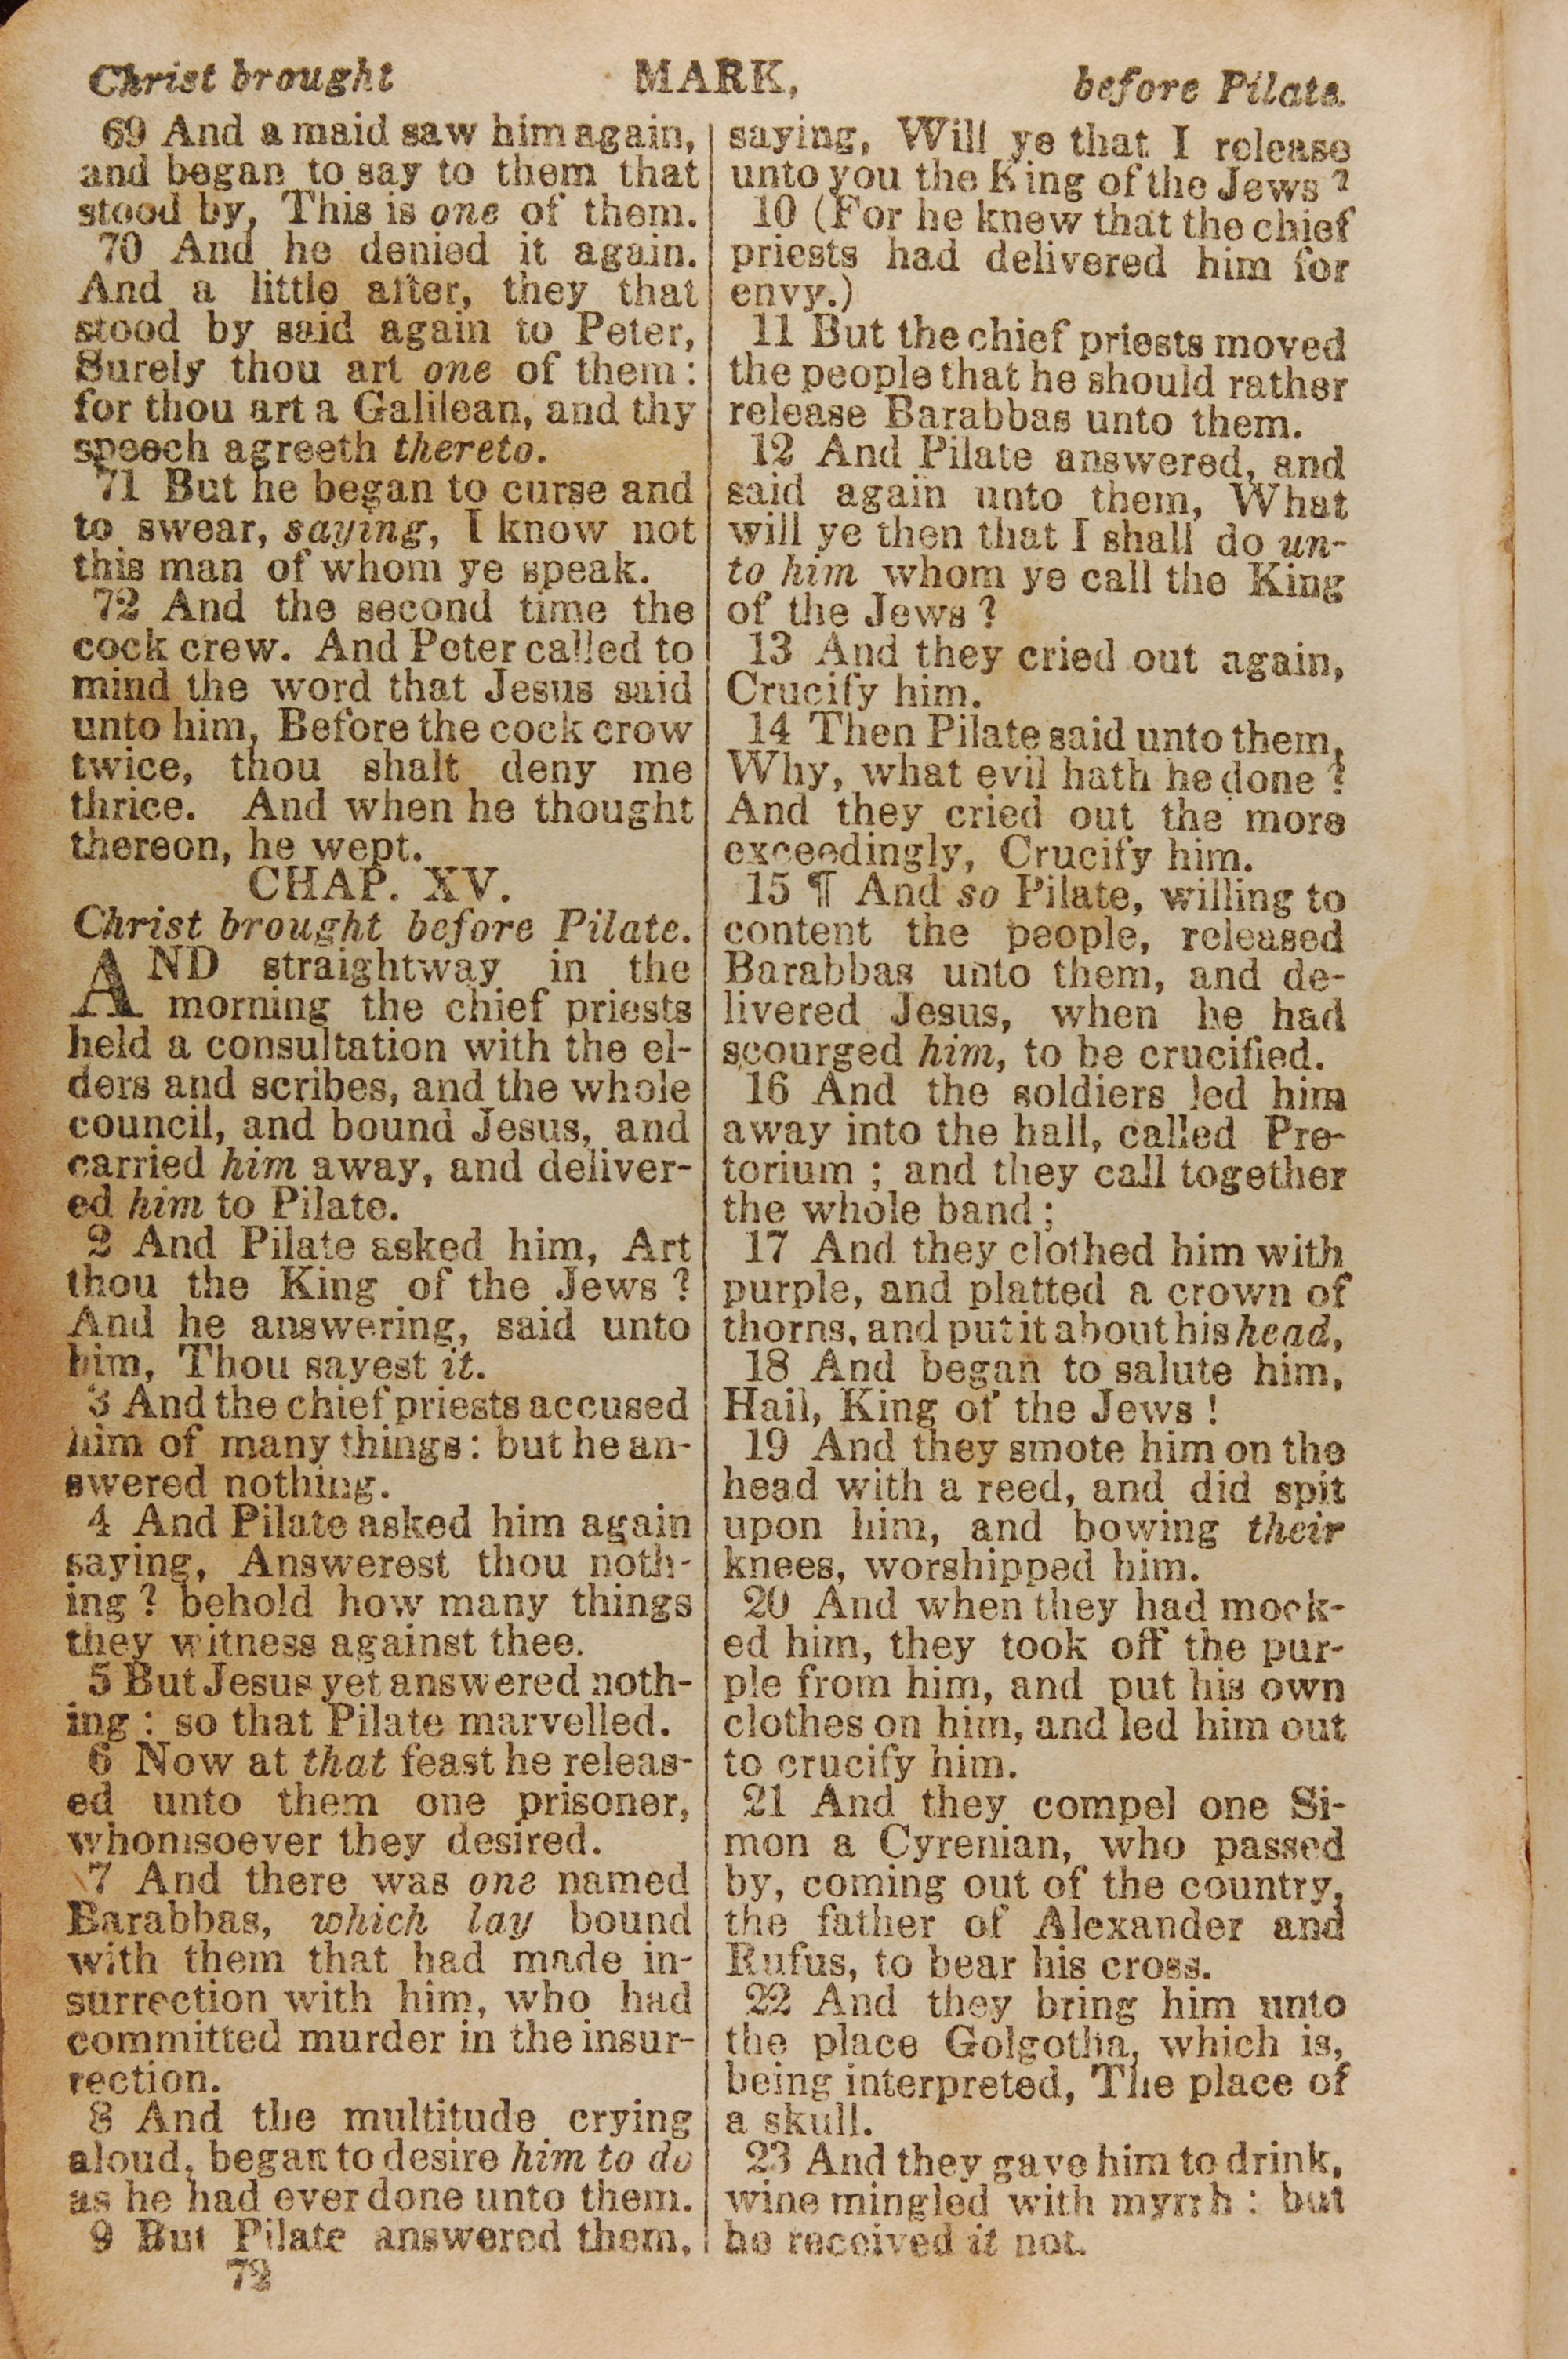 Christ brought MARK, before Pilate.
69 And a maid saw him again,
and began to say to them that
stood by, This is one of them.
70 And he denied it again.
And a little after, they that
stood by said again to Peter,
Surely thou art one of them:
for thou art a Galilean, and thy
speech agreeth thereto.
71 But he began to curse and
to swear, saying, I know not
this man of whom ye speak.
72 And the second time the
cock crew. And Peter called to
mind the word that Jesus said
unto him, Before the cock crow
twice, thou shalt deny me
thrice. And when he thought
thereon, he wept.
CHAP. XV.
Christ brought before Pilate.
AND straightway in the
morning the chief priests
held a consultation with the el-
ders and scribes, and the whole
council, and bound Jesus, and
carried him away, and deliver-
ed him to Pilate.
2 And Pilate asked him, Art
thou the King of the Jews?
And he answering, said unto
him, Thou sayest it.
3 And the chief priests accused
him of many things: but he an-
swered nothing.
4 And Pilate asked him again
saying, Answerest thou noth-
ing? behold how many things
they witness against thee.
5 But Jesus yet answered noth-
ing: so that Pilate marvelled.
6 Now at that feast he releas-
ed unto them one prisoner,
whomsoever they desired.
7 And there was one named
Barabbas, which lay bound
with them that had made in-
surrection with him, who had
committed murder in the insur-
rection.
8 And the multitude crying
aloud, began to desire him to do
as he had ever done unto them.
9 But Pilate answered them,
72
saying, Will ye that I release
unto you the King of the Jews?
10 (For he knew that the chief
priests had delivered him for
envy.)
11 But the chief priests moved
the people that he should rather
release Barabbas unto them.
12 And Pilate answered, and
said again unto them, What
will ye then that I shall do un-
to him whom ye call the King
of the Jews?
13 And they cried out again,
Crucify him.
14 Then Pilate said unto them,
Why, what evil hath he done?
And they cried out the more
exceedingly, Crucify him.
15 ¶ And so Pilate, willing to
content the people, released
Barabbas unto them, and de-
livered Jesus, when he had
scourged him, to be crucified.
16 And the soldiers led him
away into the hall, called Pre-
torium; and they call together
the whole band;
17 And they clothed him with
purple, and platted a crown of
thorns, and put it about his head,
18 And began to salute him,
Hail, King of the Jews!
19 And they smote him on the
head with a reed, and did spit
upon him, and bowing their
knees, worshipped him.
20 And when they had mock-
ed him, they took off the pur-
ple from him, and put his own
clothes on him, and led him out
to crucify him.
21 And they compel one Si-
mon a Cyrenian, who passed
by, coming out of the country,
the father of Alexander and
Rufus, to bear his cross.
22 And they bring him unto
the place Golgotha, which is,
being interpreted, The place of
a skull.
23 And they gave him to drink,
wine mingled with myrrh: but
he received it not.